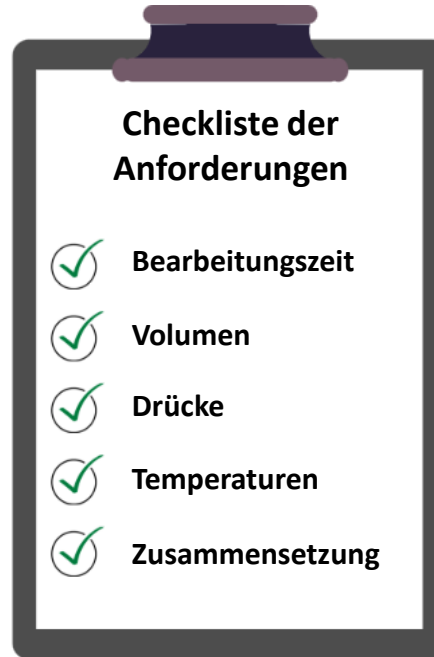 Checkliste der
Anforderungen
Bearbeitungszeit
Volumen
Drücke
Temperaturen
Zusammensetzung